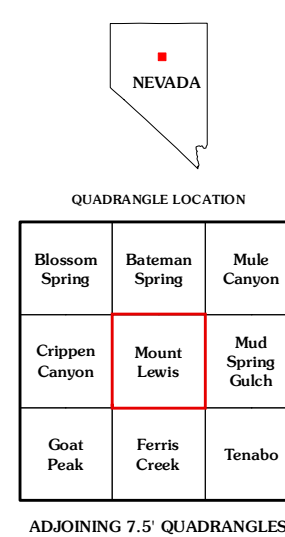 NEVADA
QUADRANGLE LOCATION
Blossom
Spring
Bateman
Spring
Mule
Canyon
Crippen
Canyon
Mount
Lewis
Mud
Spring
Gulch
Goat
Peak
Ferris
Creek
Tenabo
ADJOINING 7.5' QUADRANGLES